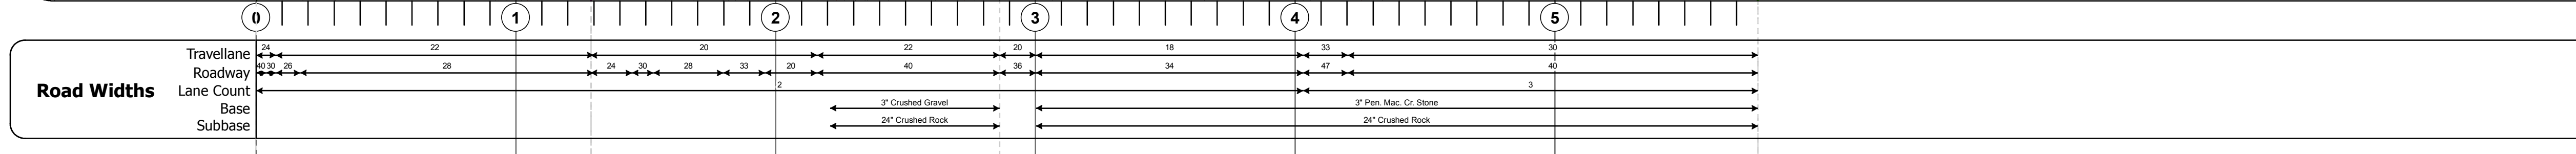 0 1 2 3 4 5
Travellane 24 22 20 22 20 18 33 30
Road Widths
Roadway 40 30 26 28 24 30 28 33 20 40 36 34 47 40
Lane Count 2 3
Base 3" Crushed Gravel 3" Pen. Mac. Cr. Stone
Subbase 24" Crushed Rock 24" Crushed Rock